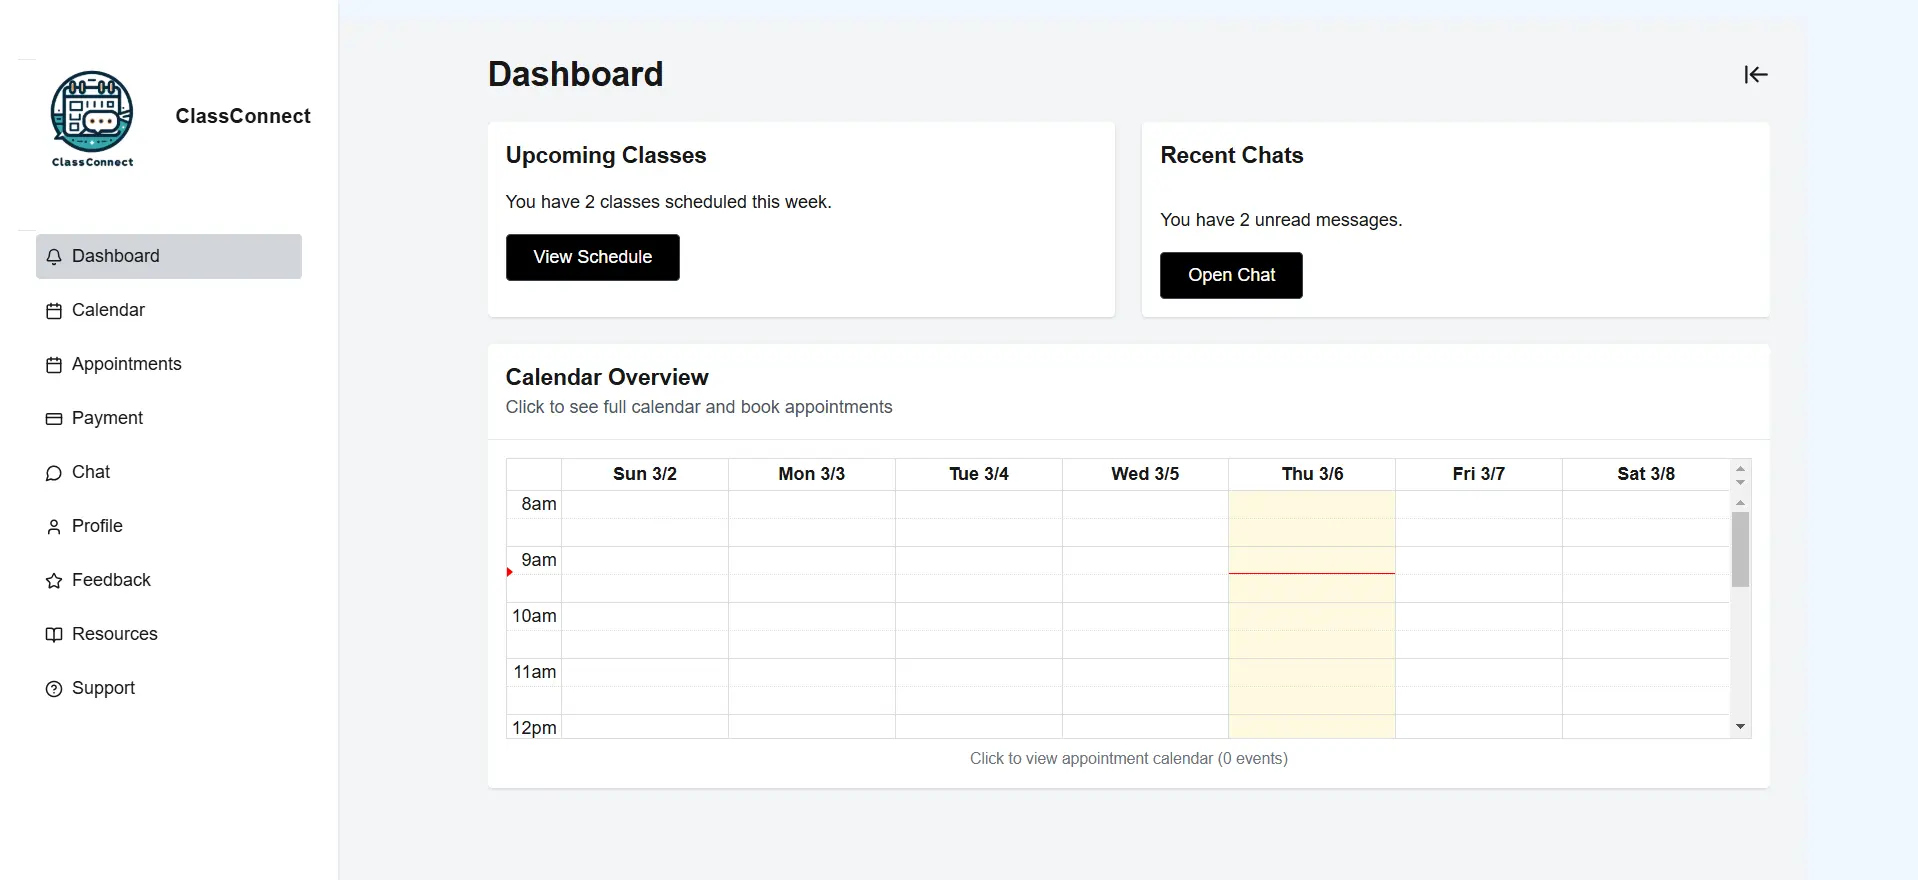 ClassConnect
ClassConnect
Dashboard
Calendar
Appointments
Payment
Chat
Profile
Feedback
Resources
Support
Dashboard
Upcoming Classes
You have 2 classes scheduled this week.
View Schedule
Recent Chats
You have 2 unread messages.
Open Chat
Calendar Overview
Click to see full calendar and book appointments
Sun 3/2 Mon 3/3 Tue 3/4 Wed 3/5 Thu 3/6 Fri 3/7 Sat 3/8
8am
9am
10am
11am
12pm
Click to view appointment calendar (0 events)